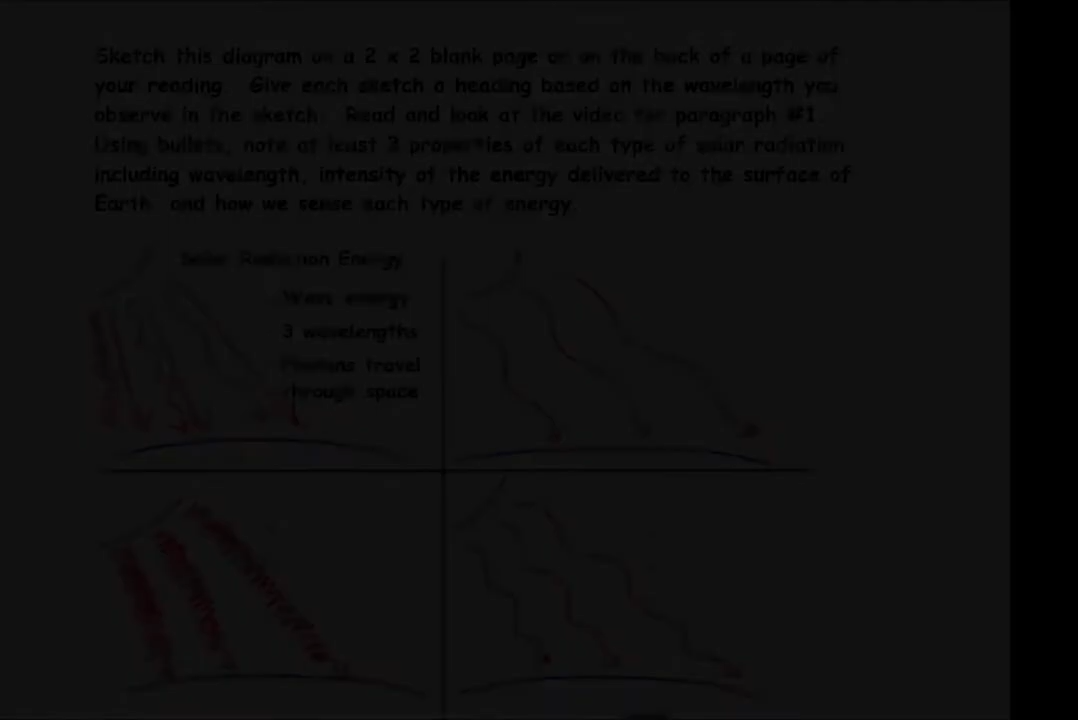 Sketch this diagram on a 2 x 2 blank page or on the back of a page of
your reading. Give each sketch a heading based on the wavelength you
observe in the sketch. Read and look at the video for paragraph #1.
Using bullets, note at least 3 properties of each type of solar radiation
including wavelength, intensity of the energy delivered to the surface of
Earth, and how we sense each type of energy.
Solar Radiation Energy
Wave energy
3 wavelengths
Photons travel
through space